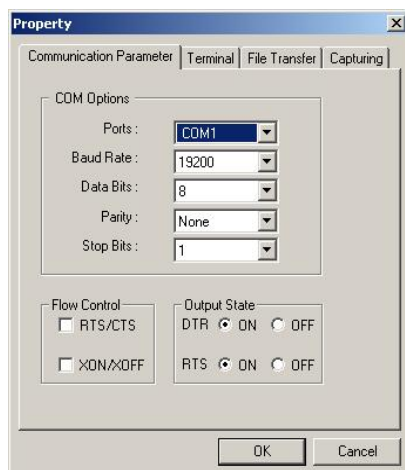 Property
Communication Parameter Terminal File Transfer Capturing
COM Options
Ports : COM1
Baud Rate : 19200
Data Bits : 8
Parity : None
Stop Bits : 1
Flow Control
RTS/CTS
XON/XOFF
Output State
DTR ON OFF
RTS ON OFF
OK Cancel